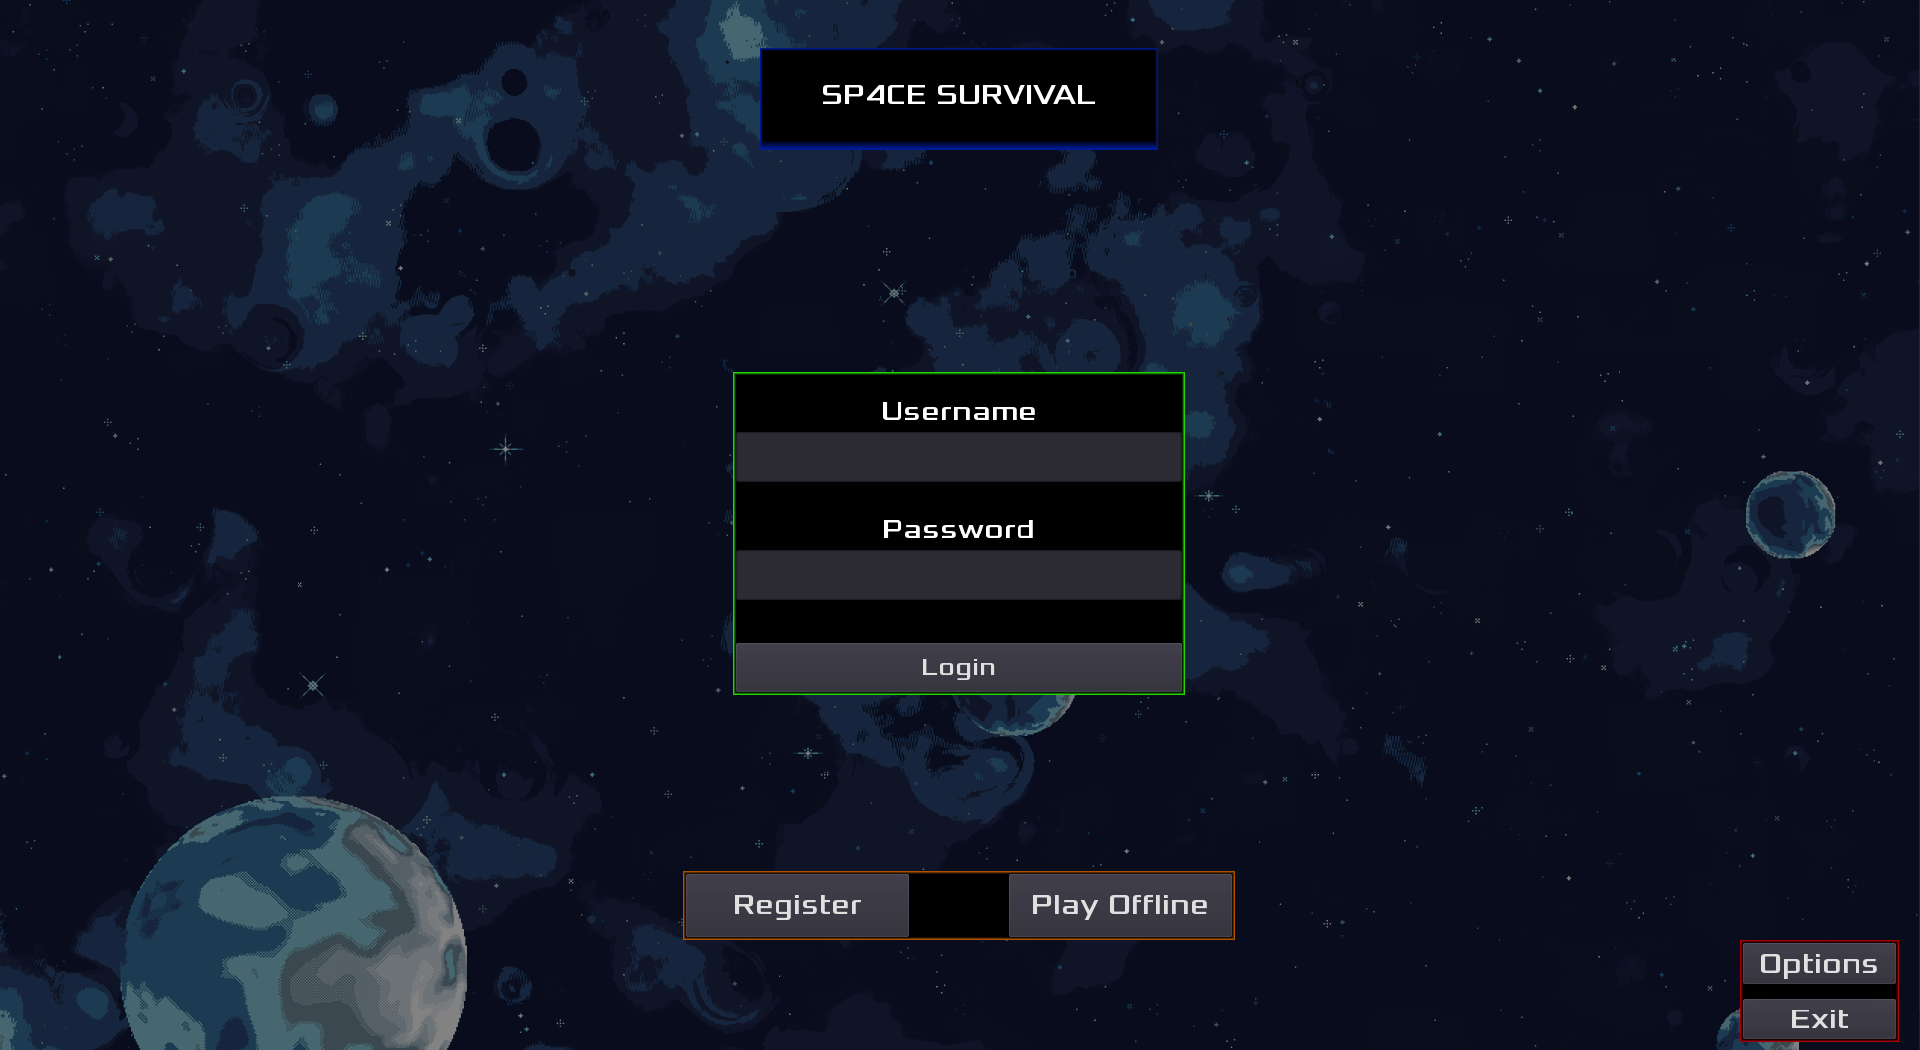 SP4CE SURVIVAL
Username
Password
Login
Register
Play Offline
Options
Exit